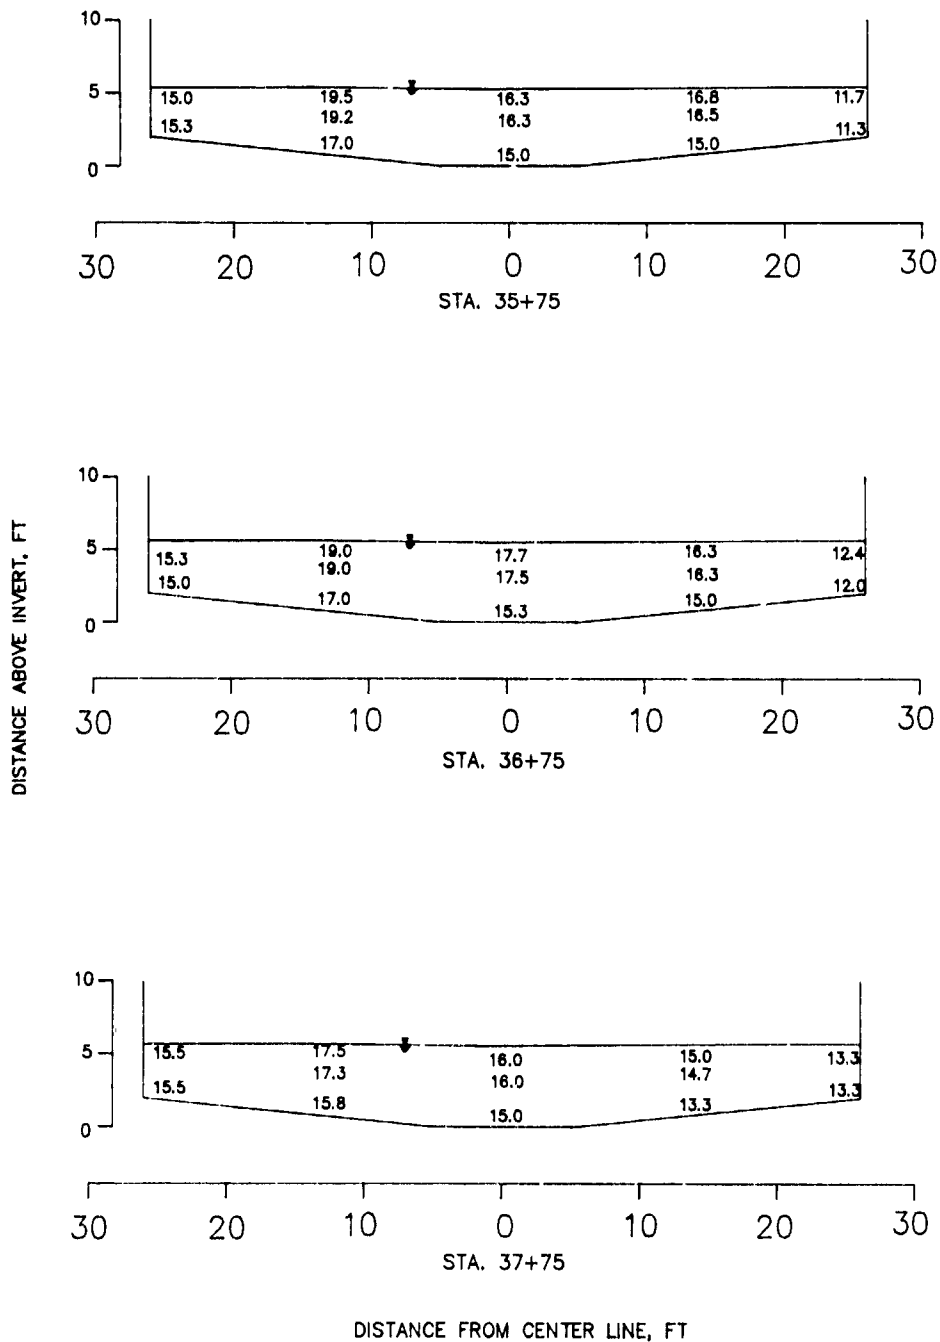 10
5
0
15.0 19.5 16.3 16.8 11.7
19.2 16.3 16.5
15.3 17.0 15.0 15.0 11.3
30 20 10 0 10 20 30
STA. 35+75
10
5
0
15.3 19.0 17.7 16.3 12.4
19.0 17.5 16.3
15.0 17.0 15.3 15.0 12.0
30 20 10 0 10 20 30
STA. 36+75
DISTANCE ABOVE INVERT, FT
10
5
0
15.5 17.5 16.0 15.0 13.3
17.3 16.0 14.7
15.5 15.8 15.0 13.3 13.3
30 20 10 0 10 20 30
STA. 37+75
DISTANCE FROM CENTER LINE, FT